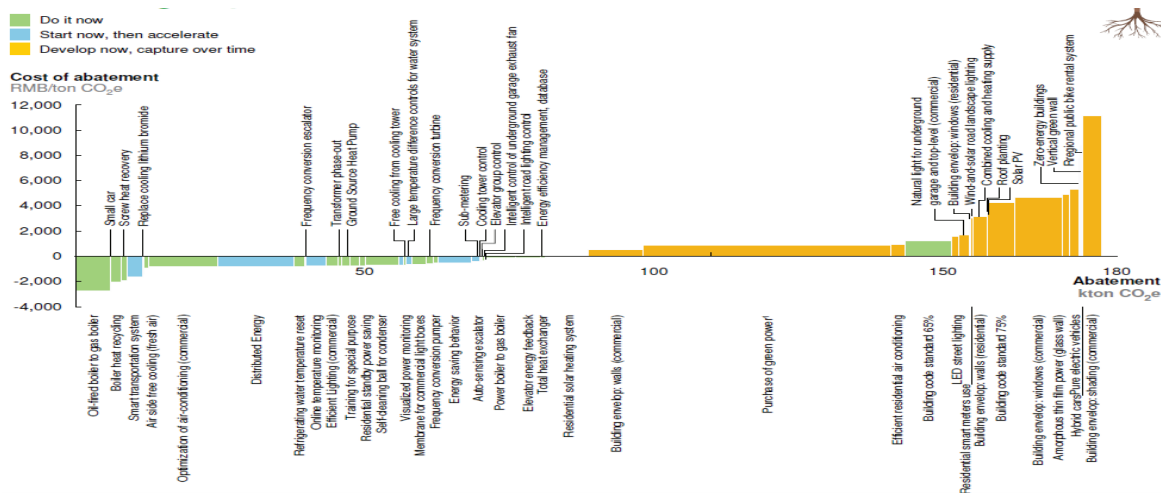 Do it now
Start now, then accelerate
Develop now, capture over time
Cost of abatement
RMB/ton CO2e
12,000
10,000
8,000
6,000
4,000
2,000
0
-2,000
-4,000
Small car
Screw heat recovery
Replace cooling lithium bromide
Frequency conversion escalator
Transformer phase-out
Ground Source Heat Pump
Free cooling from cooling tower
Large temperature difference controls for water system
Frequency conversion turbine
Sub-metering
Cooling tower control
Elevator group control
Intelligent control of underground garage exhaust fan
Intelligent road lighting control
Energy efficiency management, database
Natural light for underground
garage and top-level (commercial)
Building envelop: windows (residential)
Wind-and-solar road landscape lighting
Combined cooling and heating supply
Roof planting
Solar PV
Zero-energy buildings
Vertical green wall
Regional public bike rental system
50
100
150
180
Abatement
kton CO2e
Oil-fired boiler to gas boiler
Boiler heat recycling
Smart transportation system
Air side free cooling (fresh air)
Optimization of air-conditioning (commercial)
Distributed Energy
Refrigerating water temperature reset
Online temperature monitoring
Efficient Lighting (commercial)
Training for special purpose
Residential standby power saving
Self-cleaning ball for condenser
Visualized power monitoring
Membrane for commercial light boxes
Frequency conversion pumper
Energy saving behavior
Auto-sensing escalator
Power boiler to gas boiler
Elevator energy feedback
Total heat exchanger
Residential solar heating system
Building envelop: walls (commercial)
Purchase of green power¹
Efficient residential air conditioning
Building code standard 65%
LED street lighting
Residential smart meters use
Building envelop: walls (residential)
Building code standard 75%
Building envelop: windows (commercial)
Amorphous thin film power (glass wall)
Hybrid cars
Pure electric vehicles
Building envelop: shading (commercial)